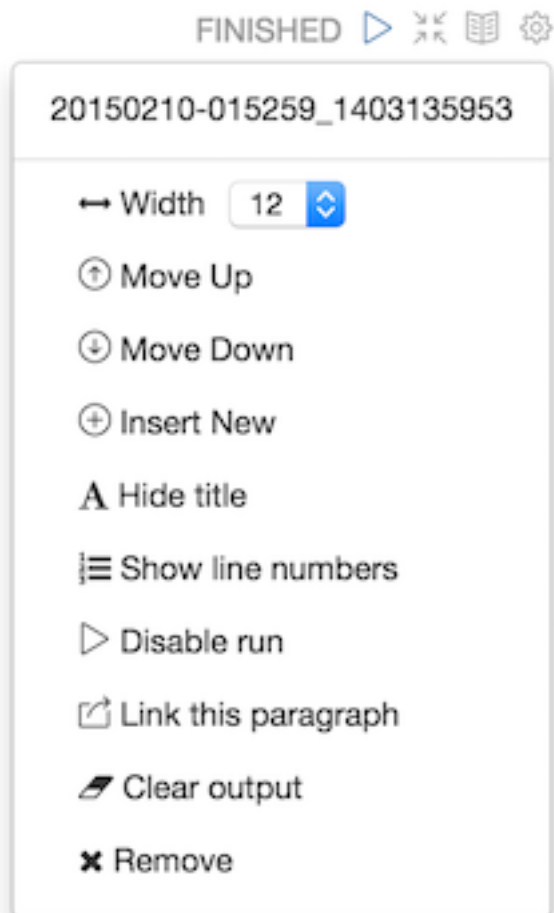 FINISHED
20150210-015259_1403135953
Width 12
Move Up
Move Down
Insert New
A Hide title
Show line numbers
Disable run
Link this paragraph
Clear output
Remove